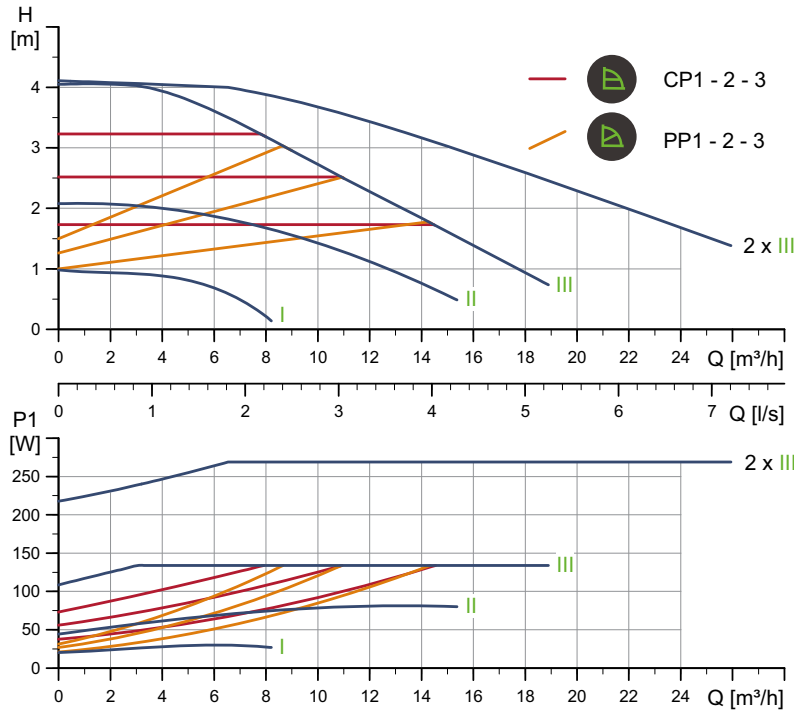 H
[m]
4
3
2
1
0
CP1 - 2 - 3
PP1 - 2 - 3
2 x III
III
II
I
0 2 4 6 8 10 12 14 16 18 20 22 24 Q [m³/h]
0 1 2 3 4 5 6 7 Q [l/s]
P1
[W]
250
200
150
100
50
0
2 x III
III
II
I
0 2 4 6 8 10 12 14 16 18 20 22 24 Q [m³/h]